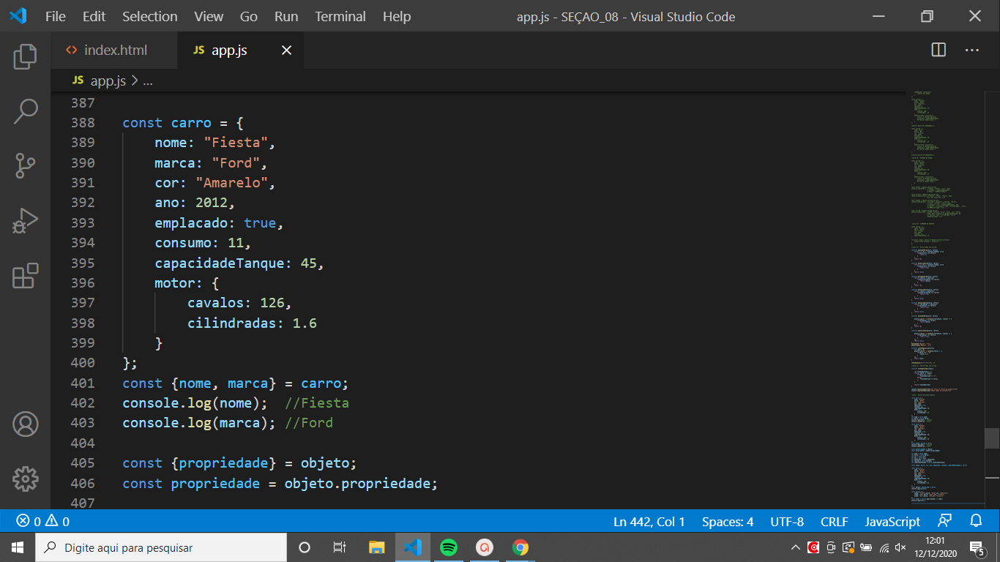 File Edit Selection View Go Run Terminal Help app.js - SEÇAO_08 - Visual Studio Code
<> index.html JS app.js
JS app.js > ...
387
388 const carro = {
389     nome: "Fiesta",
390     marca: "Ford",
391     cor: "Amarelo",
392     ano: 2012,
393     emplacado: true,
394     consumo: 11,
395     capacidadeTanque: 45,
396     motor: {
397         cavalos: 126,
398         cilindradas: 1.6
399     }
400 };
401 const {nome, marca} = carro;
402 console.log(nome);  //Fiesta
403 console.log(marca); //Ford
404
405 const {propriedade} = objeto;
406 const propriedade = objeto.propriedade;
407
0 0 Ln 442, Col 1 Spaces: 4 UTF-8 CRLF JavaScript
Digite aqui para pesquisar
12:01
12/12/2020
5